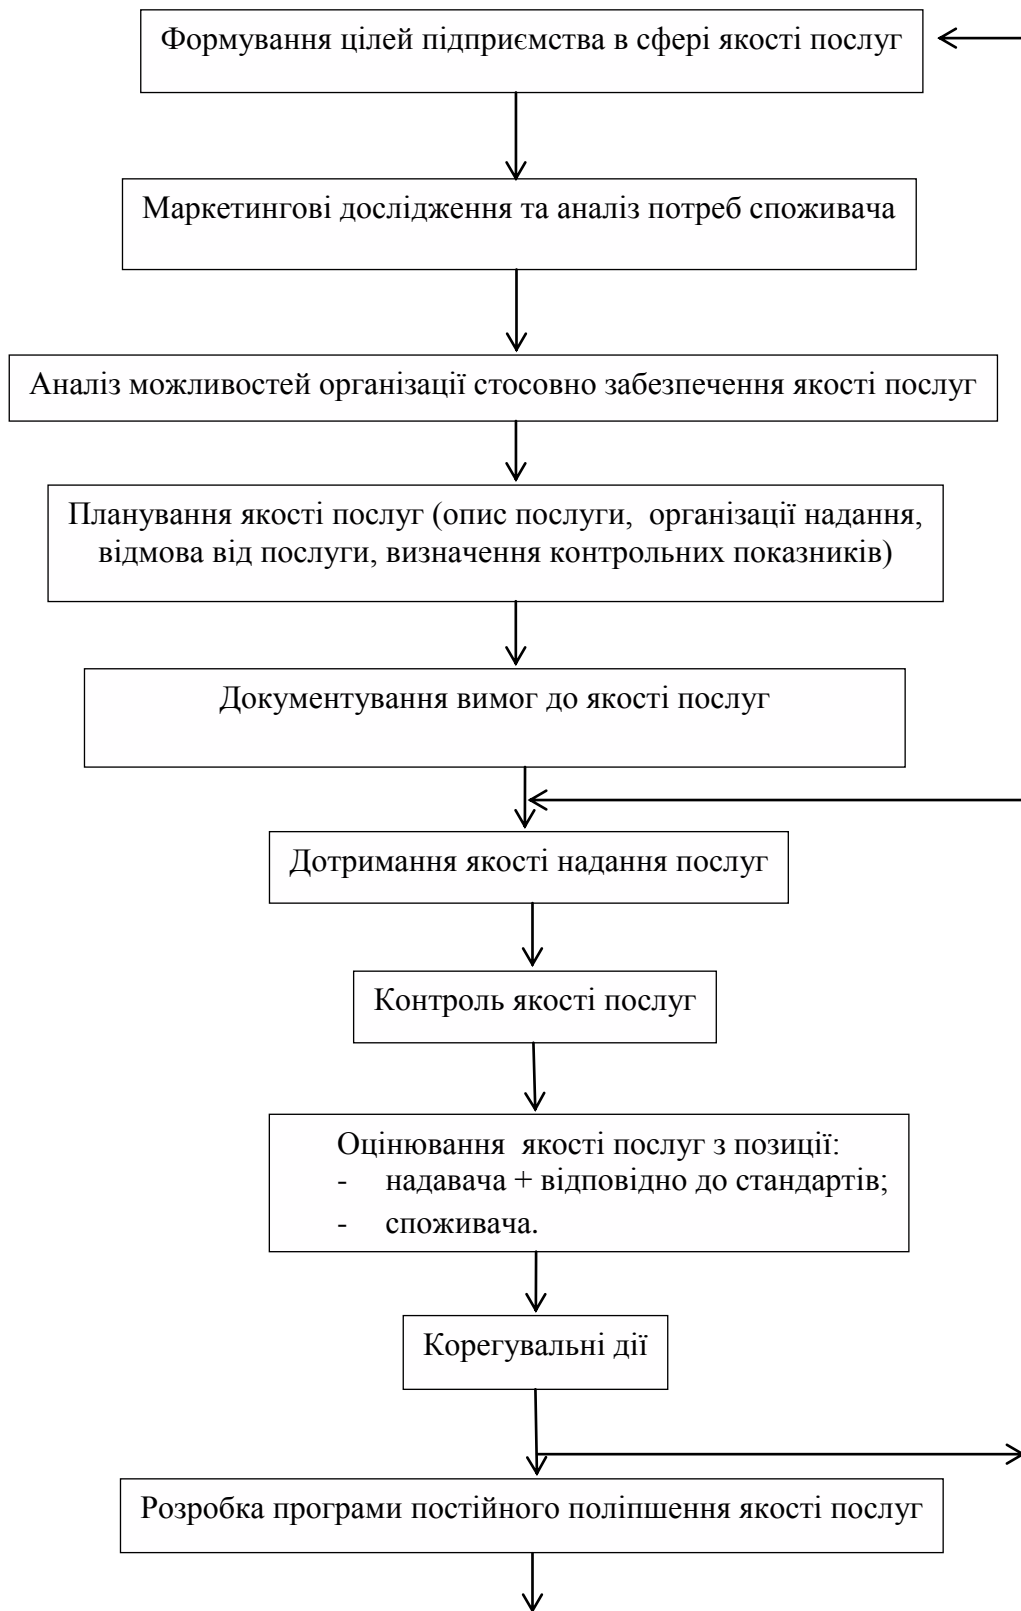 Формування цілей підприємства в сфері якості послуг
Маркетингові дослідження та аналіз потреб споживача
Аналіз можливостей організації стосовно забезпечення якості послуг
Планування якості послуг (опис послуги, організації надання,
відмова від послуги, визначення контрольних показників)
Документування вимог до якості послуг
Дотримання якості надання послуг
Контроль якості послуг
Оцінювання якості послуг з позиції:
- надавача + відповідно до стандартів;
- споживача.
Корегувальні дії
Розробка програми постійного поліпшення якості послуг